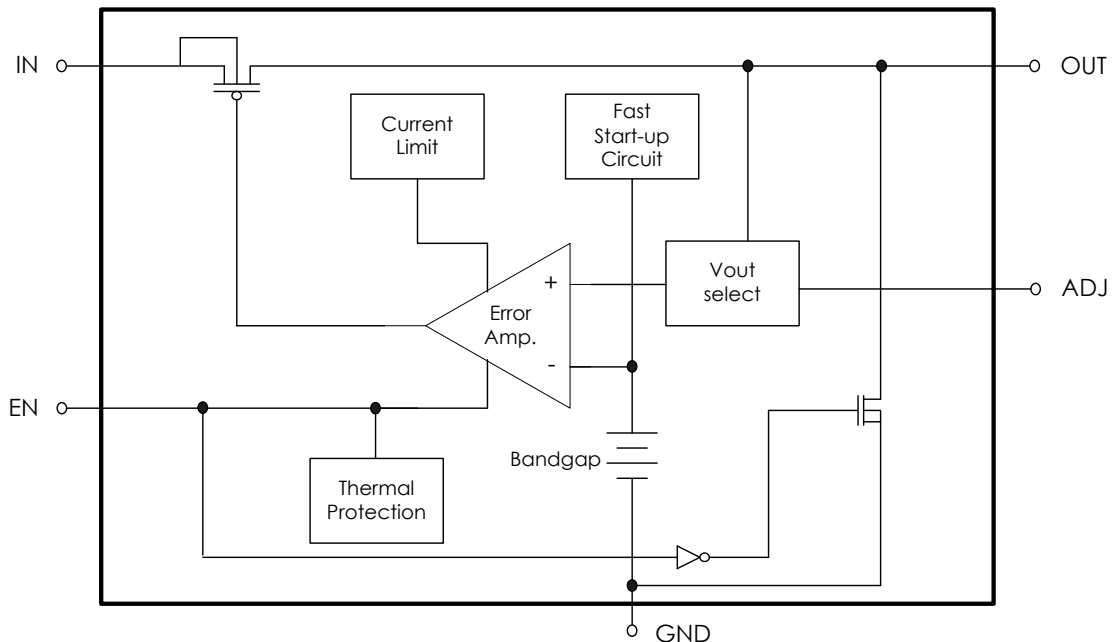 IN
OUT
Current
Limit
Fast
Start-up
Circuit
+
Vout
select
ADJ
Error
Amp.
-
EN
Bandgap
Thermal
Protection
GND